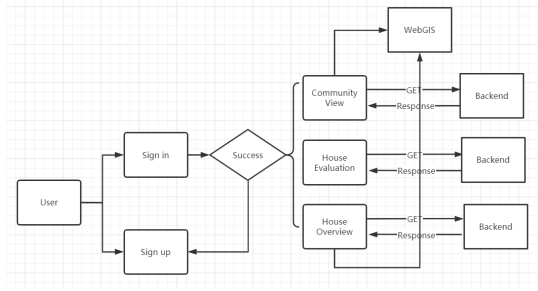 WebGIS
Community
View
GET
Response
Backend
Sign in
Success
House
Evaluation
GET
Response
Backend
User
Sign up
House
Overview
GET
Response
Backend